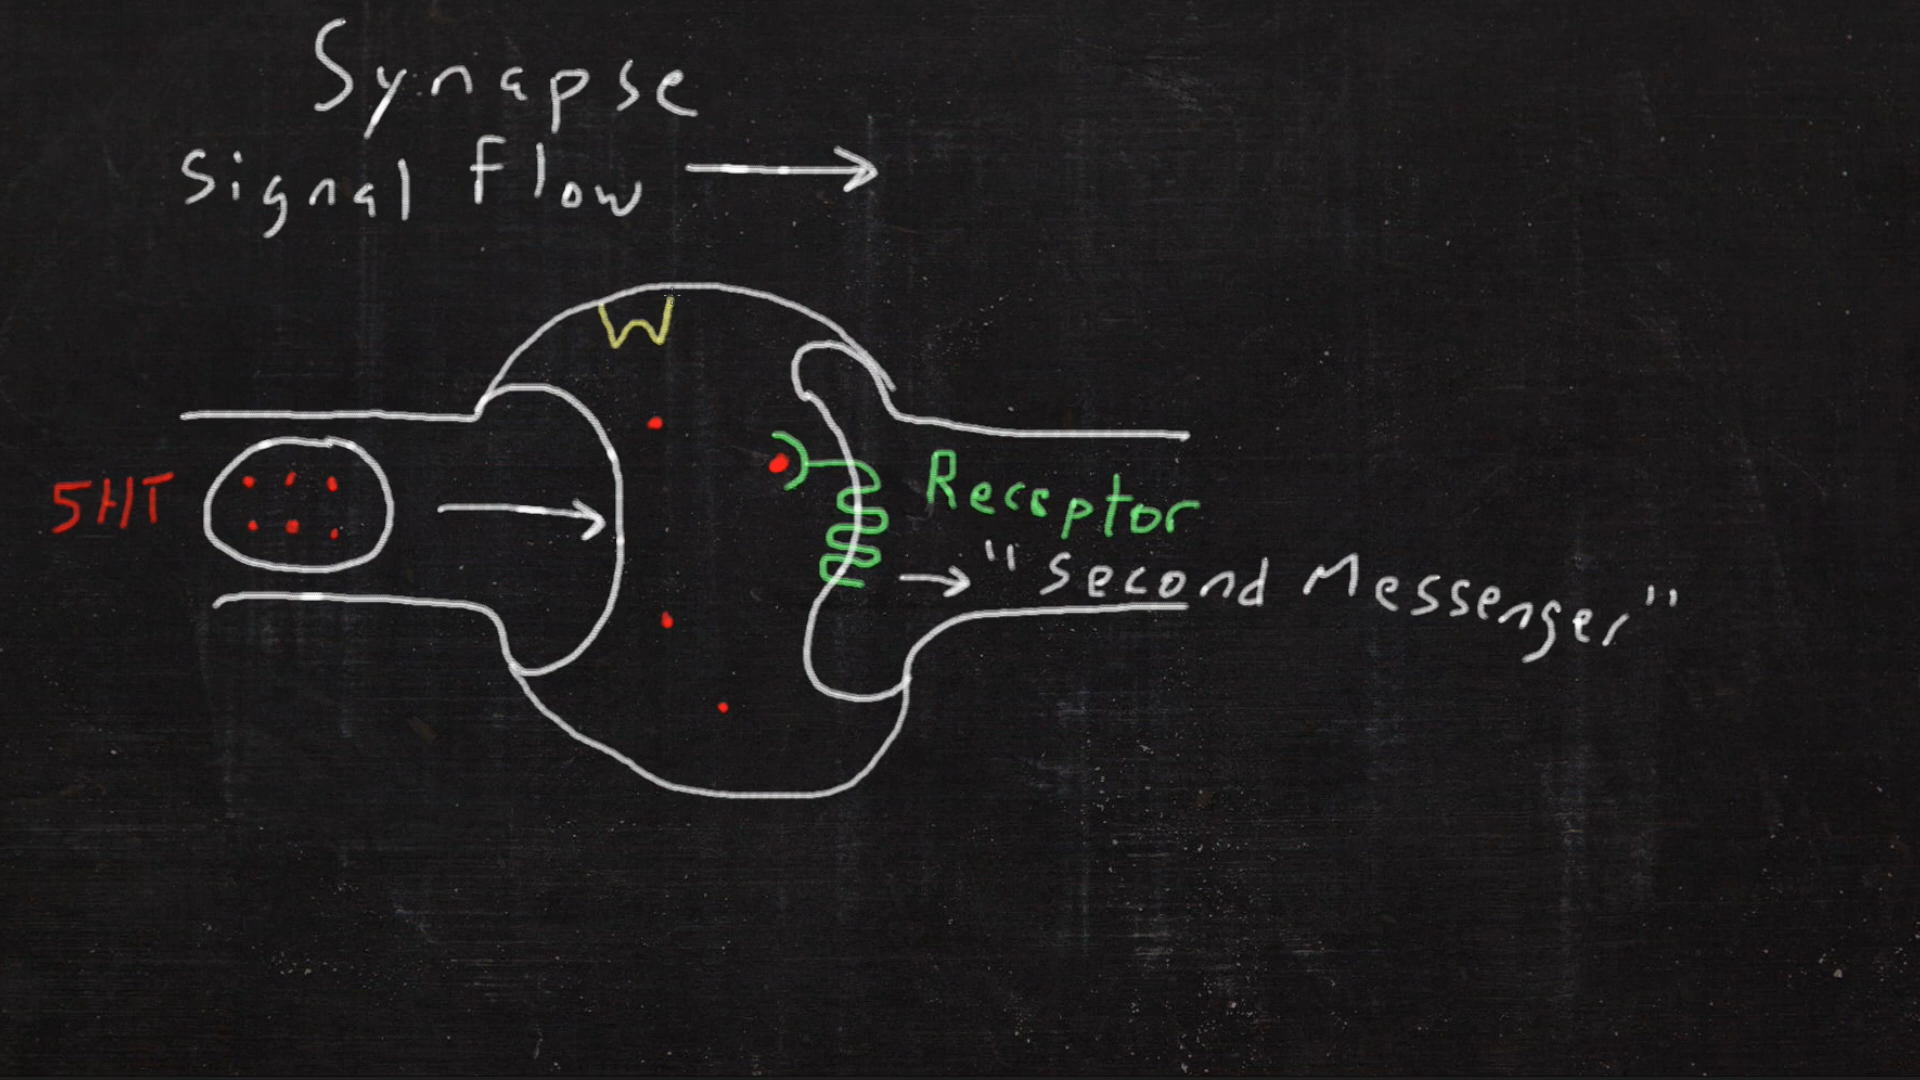 Synapse
Signal Flow →
5HT
Receptor
→ "Second Messenger"